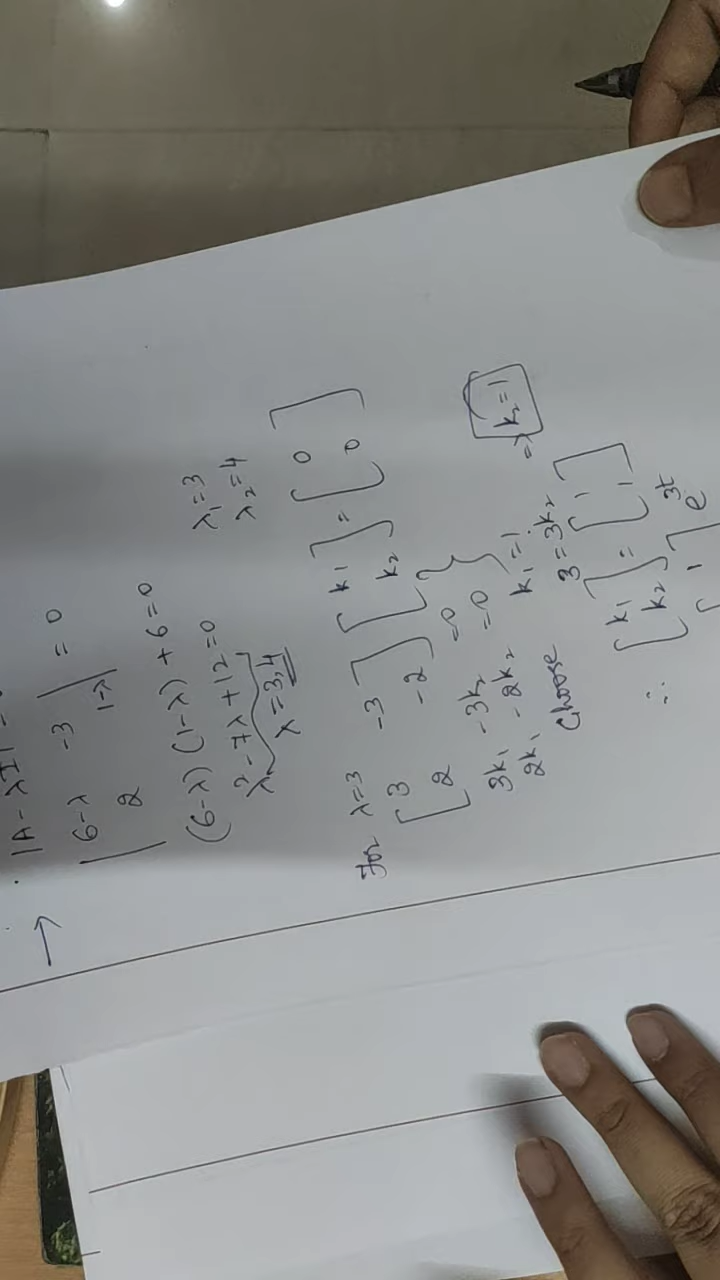 |A - λI| =
→ |6-λ -3| = 0
|2 1-λ|
(6-λ)(1-λ) + 6 = 0
λ² - 7λ + 12 = 0 λ₁ = 3
λ = 3, 4 λ₂ = 4
For λ = 3
[3 -3] [k₁] = [0]
[2 -2] [k₂] [0]
3k₁ - 3k₂ = 0 }
2k₁ - 2k₂ = 0
Choose k₁ = 1
3 = 3k₂ ⇒ k₂ = 1
∴ [k₁] = [1]
[k₂] [1]
[1 e^{3t}